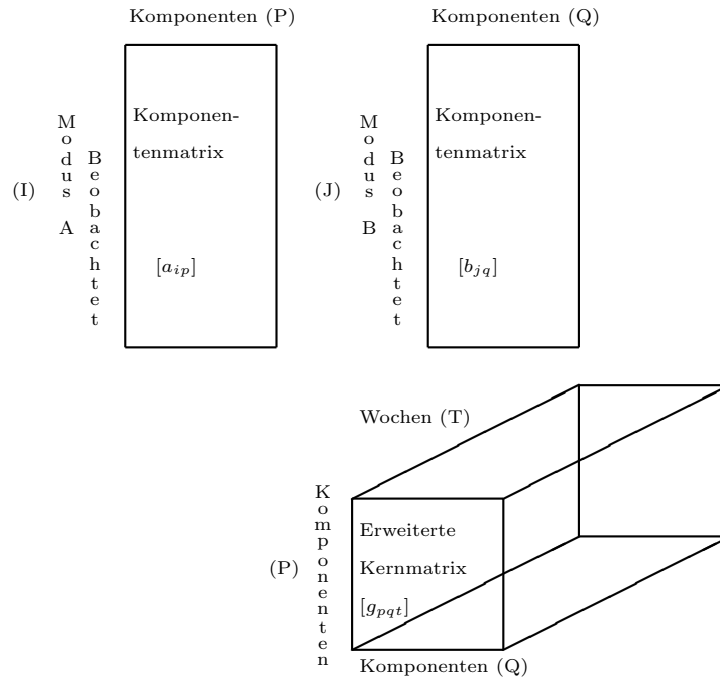 Komponenten (P)
Komponenten (Q)
(I)
Modus A
Beobachtet
Komponen-
tenmatrix
[a_{ip}]
(J)
Modus B
Beobachtet
Komponen-
tenmatrix
[b_{jq}]
Wochen (T)
(P)
Komponenten
Erweiterte
Kernmatrix
[g_{pqt}]
Komponenten (Q)